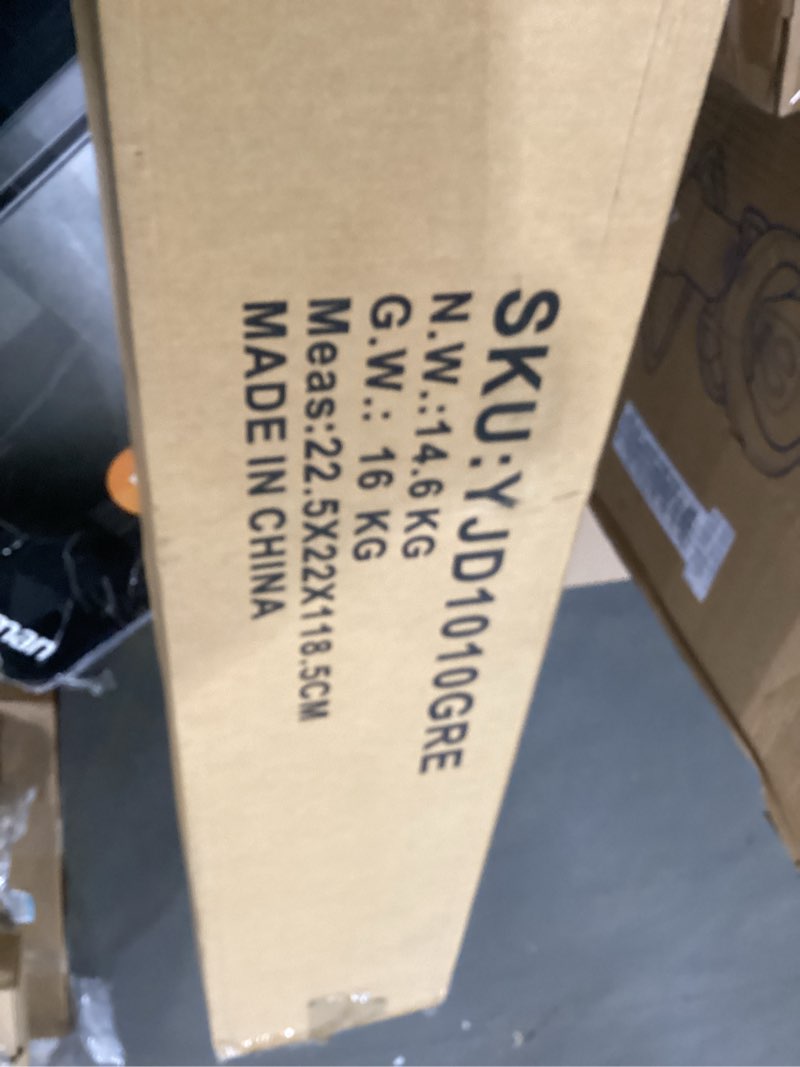 SKU:YJD1010GRE
N.W.:14.6 KG
G.W.: 16 KG
Meas:22.5X22X118.5CM
MADE IN CHINA